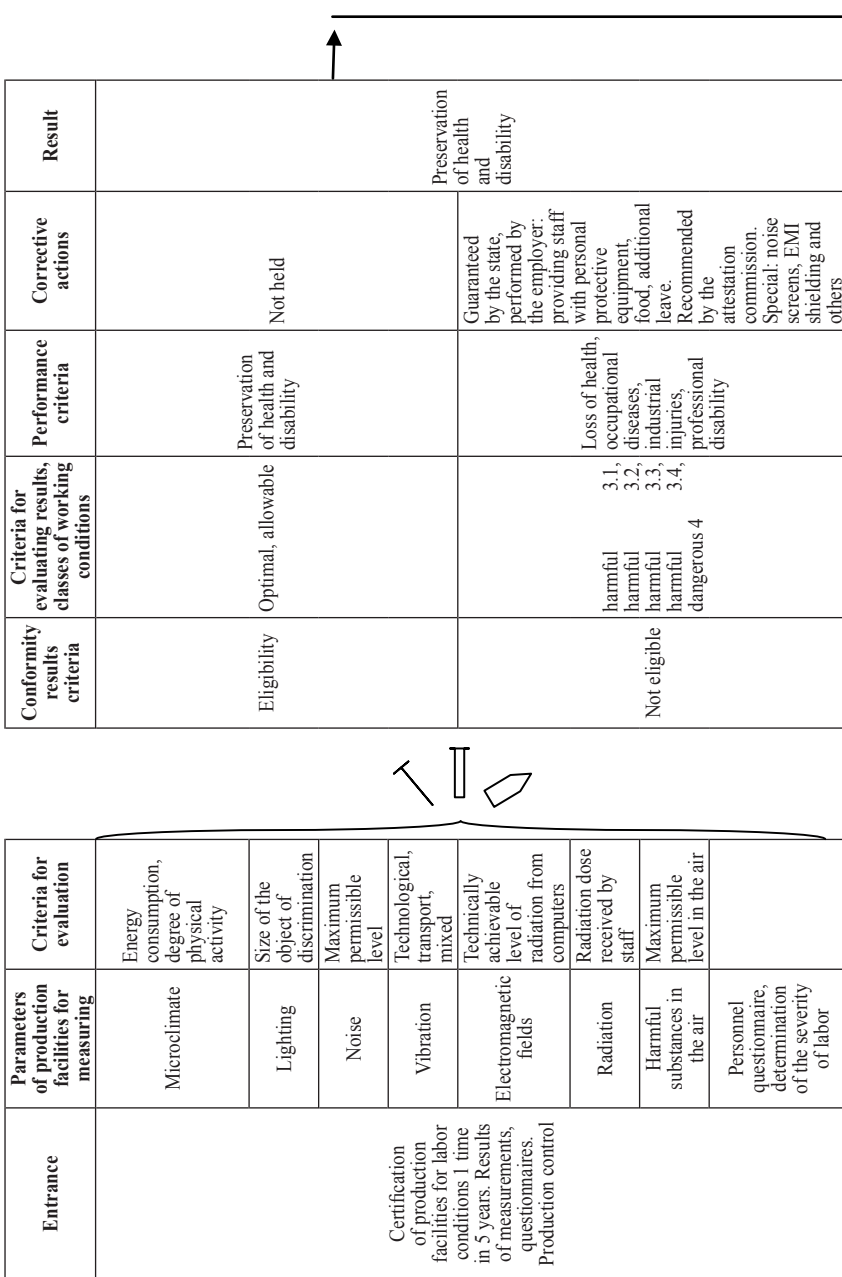 Entrance
Parameters
of production
facilities for
measuring
Criteria for
evaluation
Certification
of production
facilities for labor
conditions 1 time
in 5 years. Results
of measurements,
questionnaires.
Production control
Microclimate
Energy
consumption,
degree of
physical
activity
Lighting
Size of the
object of
discrimination
Noise
Maximum
permissible
level
Vibration
Technological,
transport,
mixed
Electromagnetic
fields
Technically
achievable
level of
radiation from
computers
Radiation
Radiation dose
received by
staff
Harmful
substances in
the air
Maximum
permissible
level in the air
Personnel
questionnaire,
determination
of the severity
of labor
Conformity
results
criteria
Criteria for
evaluating results,
classes of working
conditions
Performance
criteria
Corrective
actions
Result
Eligibility
Optimal, allowable
Preservation
of health and
disability
Not held
Preservation
of health
and
disability
Not eligible
harmful 3.1,
harmful 3.2,
harmful 3.3,
harmful 3.4,
dangerous 4
Loss of health,
occupational
diseases,
industrial
injuries,
professional
disability
Guaranteed
by the state,
performed by
the employer:
providing staff
with personal
protective
equipment,
food, additional
leave.
Recommended
by the
attestation
commission.
Special: noise
screens, EMI
shielding and
others